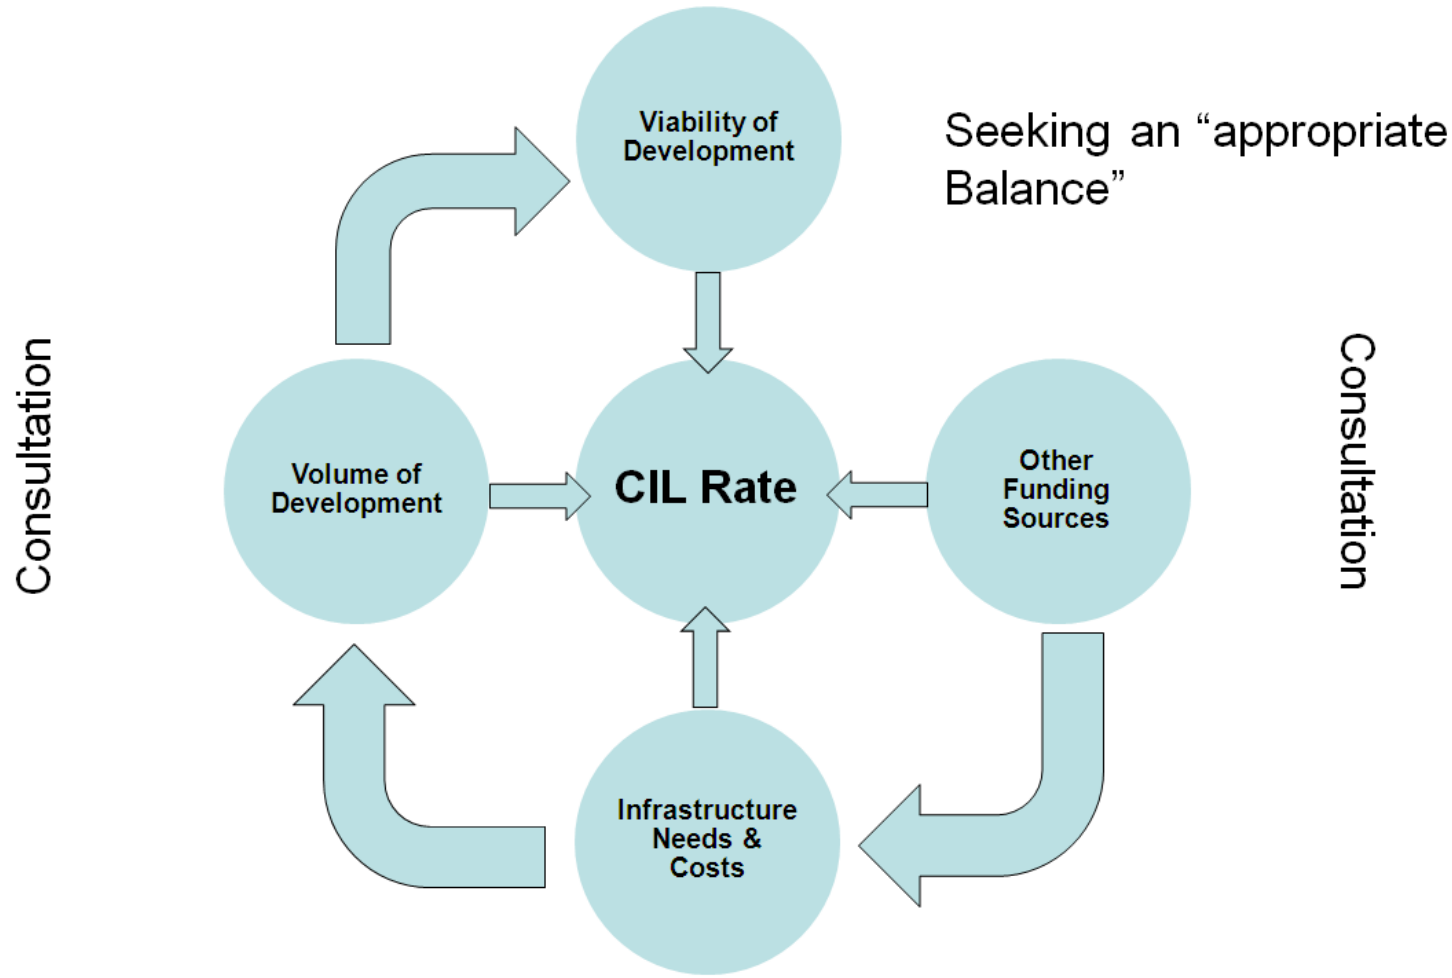 Viability of
Development
Seeking an “appropriate
Balance”
Consultation
Volume of
Development
CIL Rate
Other
Funding
Sources
Consultation
Infrastructure
Needs &
Costs